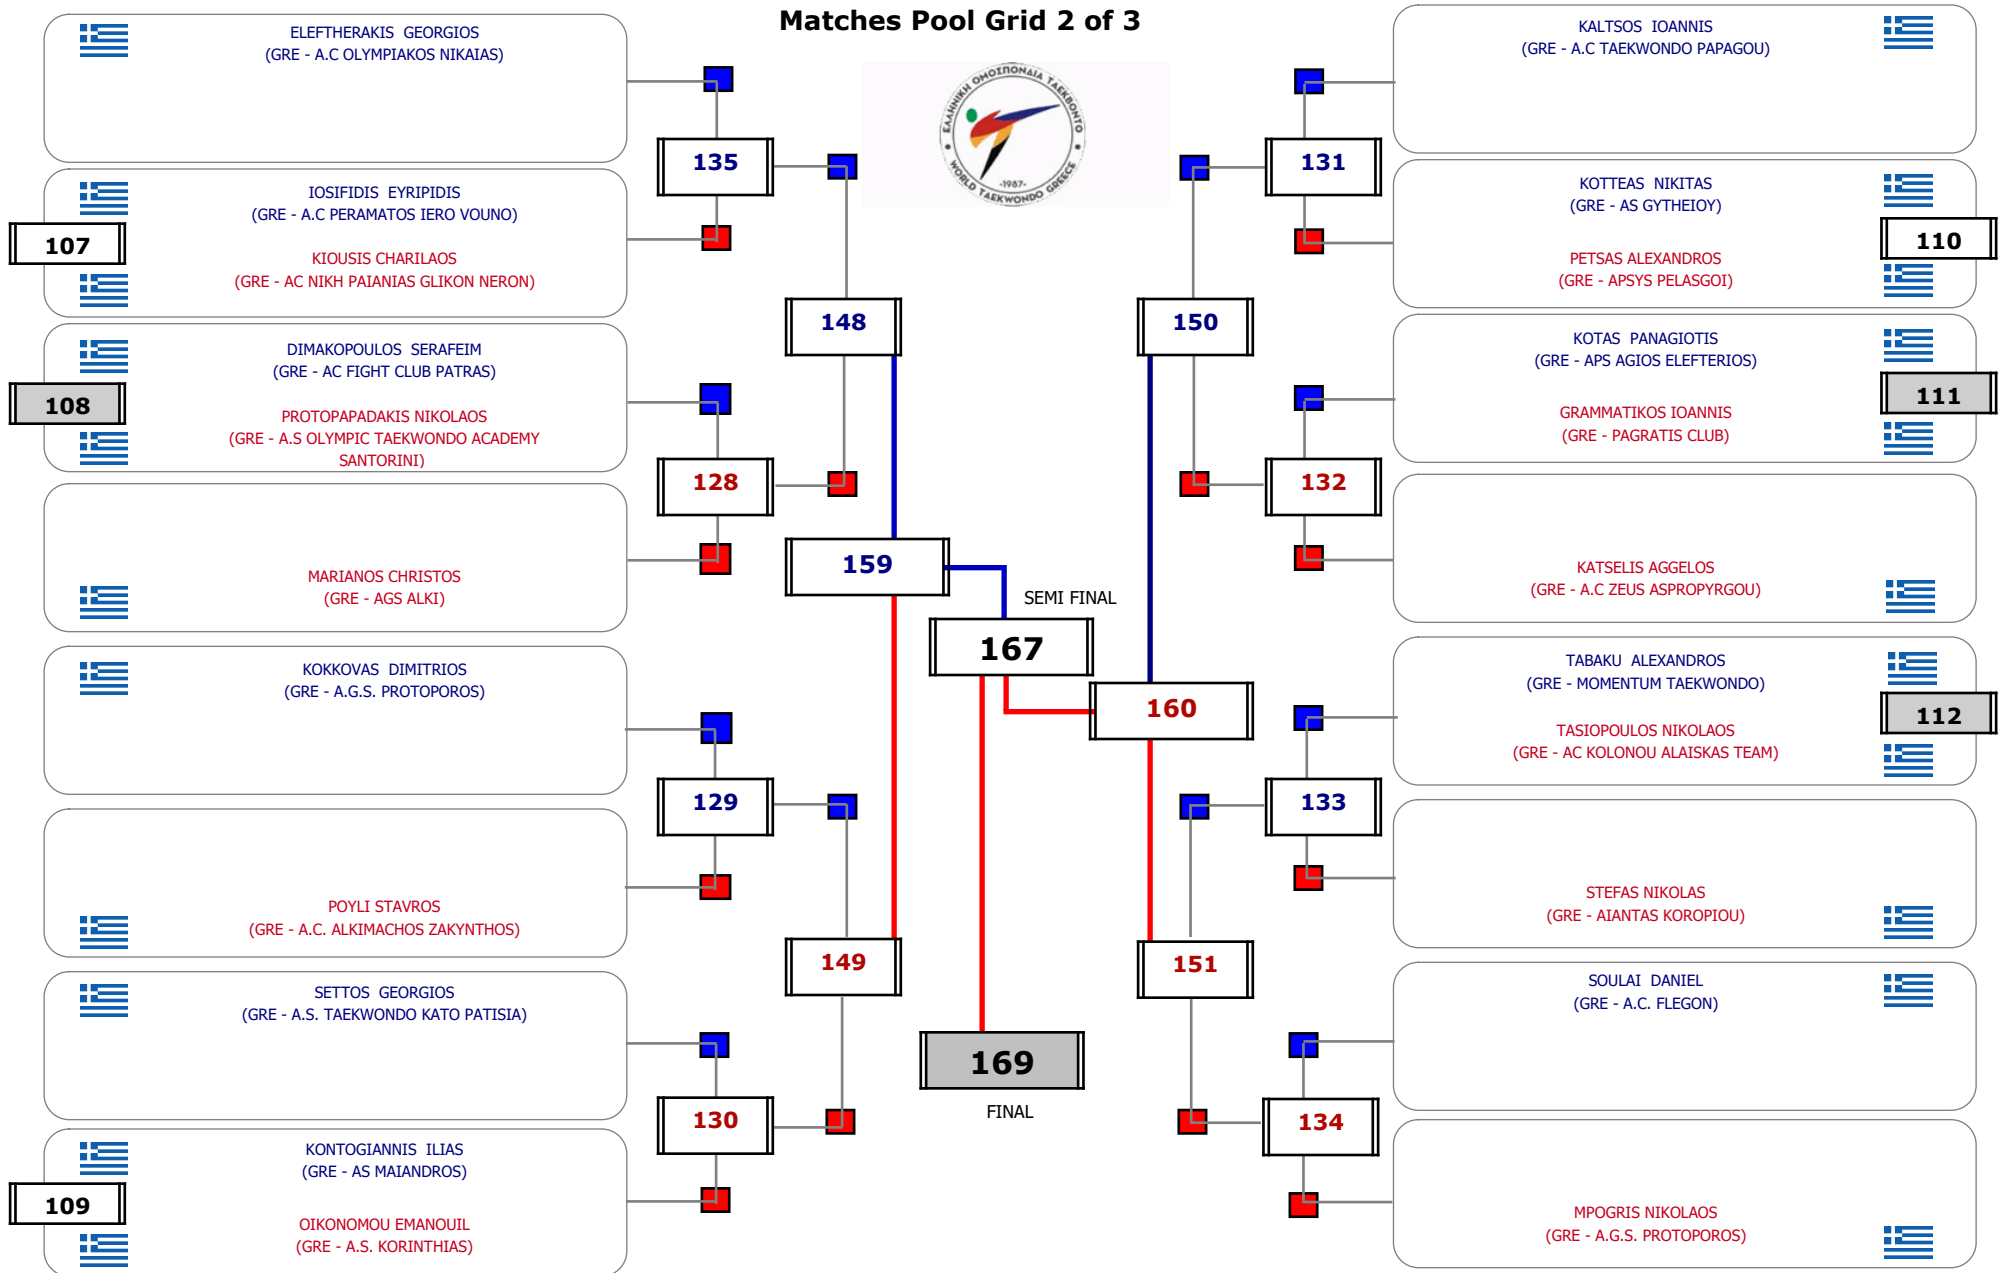 Matches Pool Grid 2 of 3
ΕΛΛΗΝΙΚΗ ΟΜΟΣΠΟΝΔΙΑ ΤΑΕΚΒΟΝΤΟ
-1987-
WORLD TAEKWONDO GREECE
ELEFTHERAKIS GEORGIOS
(GRE - A.C OLYMPIAKOS NIKAIAS)
135
IOSIFIDIS EYRIPIDIS
(GRE - A.C PERAMATOS IERO VOUNO)
107
KIOUSIS CHARILAOS
(GRE - AC NIKH PAIANIAS GLIKON NERON)
148
DIMAKOPOULOS SERAFEIM
(GRE - AC FIGHT CLUB PATRAS)
108
PROTOPAPADAKIS NIKOLAOS
(GRE - A.S OLYMPIC TAEKWONDO ACADEMY
SANTORINI)
128
MARIANOS CHRISTOS
(GRE - AGS ALKI)
159
KOKKOVAS DIMITRIOS
(GRE - A.G.S. PROTOPOROS)
129
POYLI STAVROS
(GRE - A.C. ALKIMACHOS ZAKYNTHOS)
149
SETTOS GEORGIOS
(GRE - A.S. TAEKWONDO KATO PATISIA)
130
KONTOGIANNIS ILIAS
(GRE - AS MAIANDROS)
109
OIKONOMOU EMANOUIL
(GRE - A.S. KORINTHIAS)
SEMI FINAL
167
169
FINAL
KALTSOS IOANNIS
(GRE - A.C TAEKWONDO PAPAGOU)
131
KOTTEAS NIKITAS
(GRE - AS GYTHEIOY)
110
PETSAS ALEXANDROS
(GRE - APSYS PELASGOI)
150
KOTAS PANAGIOTIS
(GRE - APS AGIOS ELEFTERIOS)
111
GRAMMATIKOS IOANNIS
(GRE - PAGRATIS CLUB)
132
KATSELIS AGGELOS
(GRE - A.C ZEUS ASPROPYRGOU)
160
TABAKU ALEXANDROS
(GRE - MOMENTUM TAEKWONDO)
112
TASIOPOULOS NIKOLAOS
(GRE - AC KOLONOU ALAISKAS TEAM)
133
STEFAS NIKOLAS
(GRE - AIANTAS KOROPIOU)
151
SOULAI DANIEL
(GRE - A.C. FLEGON)
134
MPOGRIS NIKOLAOS
(GRE - A.G.S. PROTOPOROS)